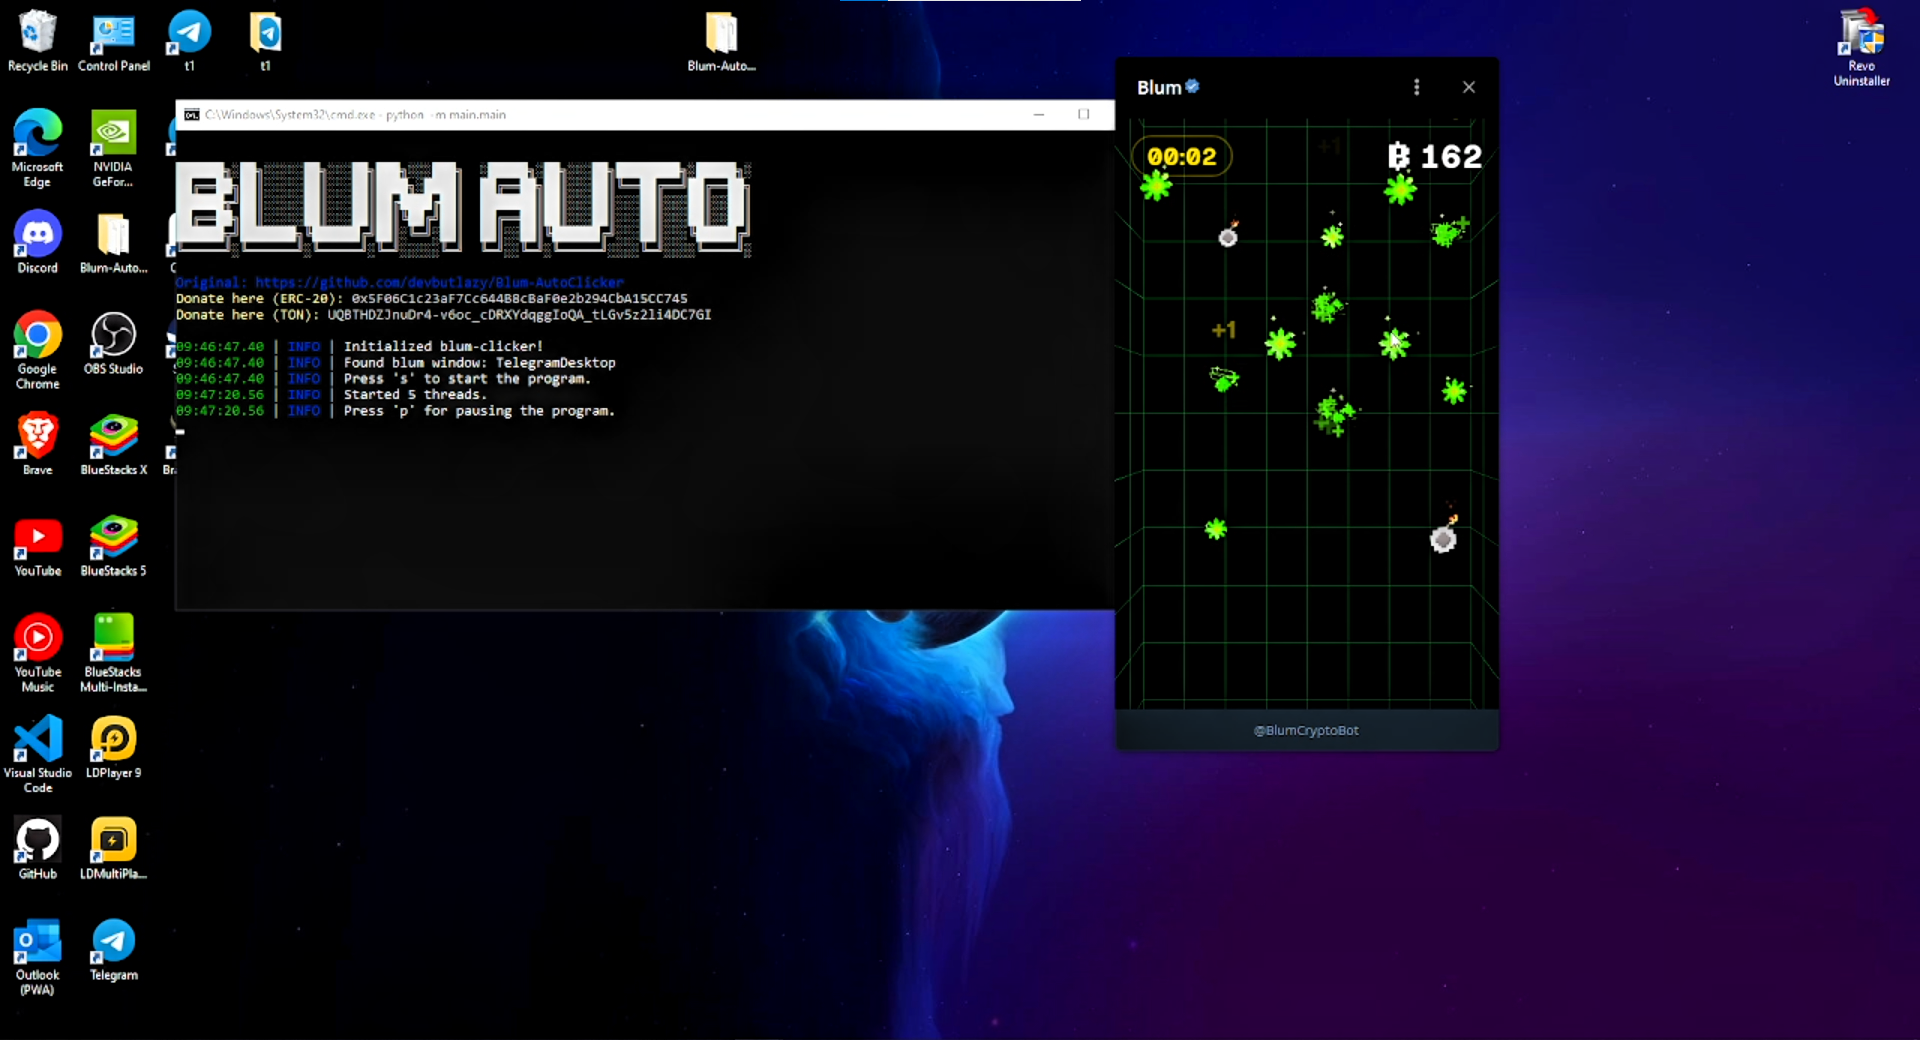 Recycle Bin
Control Panel
t1
t1
Blum-Auto...
Revo
Uninstaller
Microsoft
Edge
NVIDIA
GeFor...
Discord
Blum-Auto...
Google
Chrome
OBS Studio
Brave
BlueStacks X
Br
YouTube
BlueStacks 5
YouTube
Music
BlueStacks
Multi-Insta...
Visual Studio
Code
LDPlayer 9
GitHub
LDMultiPla...
Outlook
(PWA)
Telegram
C:\Windows\System32\cmd.exe - python -m main.main
BLUM AUTO
Original: https://github.com/devbutlazy/Blum-AutoClicker
Donate here (ERC-20): 0x5F06C1c23aF7Cc644B8cBaF0e2b294CbA15CC745
Donate here (TON): UQBTHDZJnuDr4-v6oc_cDRXYdqggIoQA_tLGv5z2li4DC7GI
09:46:47.40 | INFO | Initialized blum-clicker!
09:46:47.40 | INFO | Found blum window: TelegramDesktop
09:46:47.40 | INFO | Press 's' to start the program.
09:47:20.56 | INFO | Started 5 threads.
09:47:20.56 | INFO | Press 'p' for pausing the program.
Blum
00:02
162
+1
+1
@BlumCryptoBot